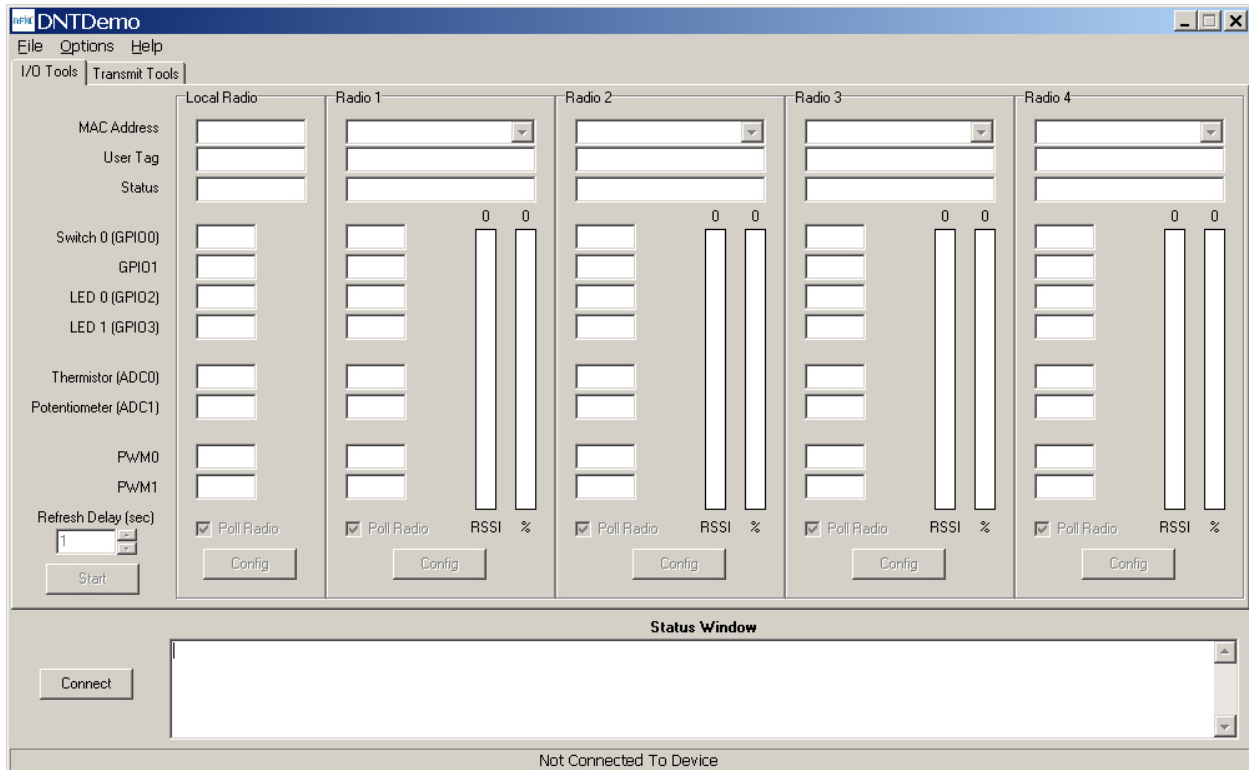 RFM DNTDemo
File Options Help
I/O Tools Transmit Tools
Local Radio Radio 1 Radio 2 Radio 3 Radio 4
MAC Address
User Tag
Status
0 0 0 0 0 0 0 0
Switch 0 (GPIO0)
GPIO1
LED 0 (GPIO2)
LED 1 (GPIO3)
Thermistor (ADC0)
Potentiometer (ADC1)
PWM0
PWM1
Refresh Delay (sec)
Poll Radio Poll Radio RSSI % Poll Radio RSSI % Poll Radio RSSI % Poll Radio RSSI %
1
Config Config Config Config Config
Start
Status Window
Connect
Not Connected To Device